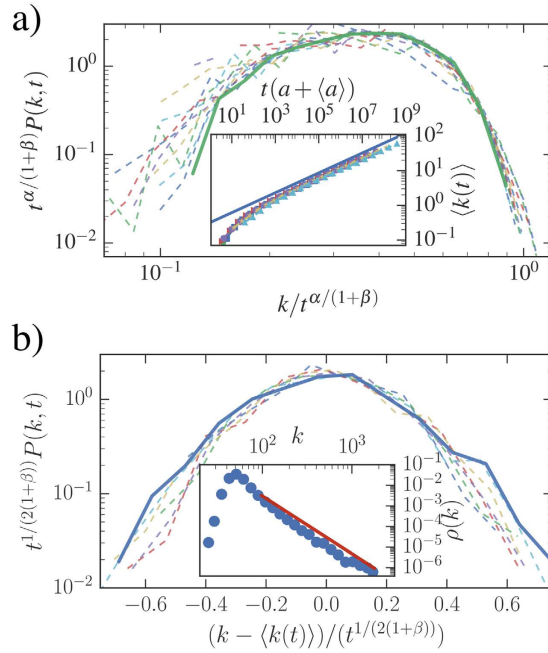 a)
t^{α/(1+β)}P(k,t)
10^0
10^{-1}
10^{-2}
t(a + ⟨a⟩)
10^1 10^3 10^5 10^7 10^9
10^2
10^1
10^0
10^{-1}
⟨k(t)⟩
10^{-1} 10^0
k/t^{α/(1+β)}
b)
t^{1/(2(1+β))}P(k,t)
10^0
10^{-1}
10^{-2}
k
10^2 10^3
10^{-1}
10^{-2}
10^{-3}
10^{-4}
10^{-5}
10^{-6}
ρ(k)
−0.6 −0.4 −0.2 0.0 0.2 0.4 0.6
(k − ⟨k(t)⟩)/(t^{1/(2(1+β))})